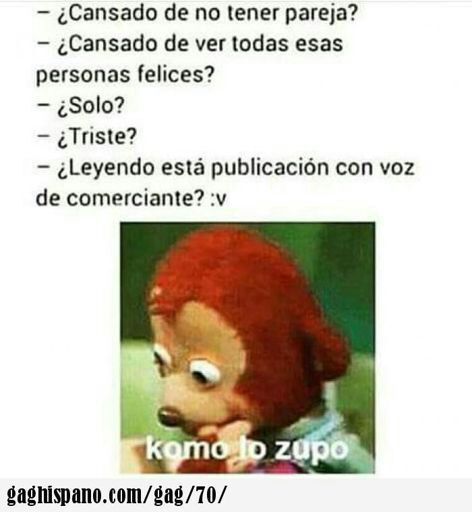 – ¿Cansado de no tener pareja?
– ¿Cansado de ver todas esas
personas felices?
– ¿Solo?
– ¿Triste?
– ¿Leyendo está publicación con voz
de comerciante? :v
komo lo zupo
gaghispano.com/gag/70/